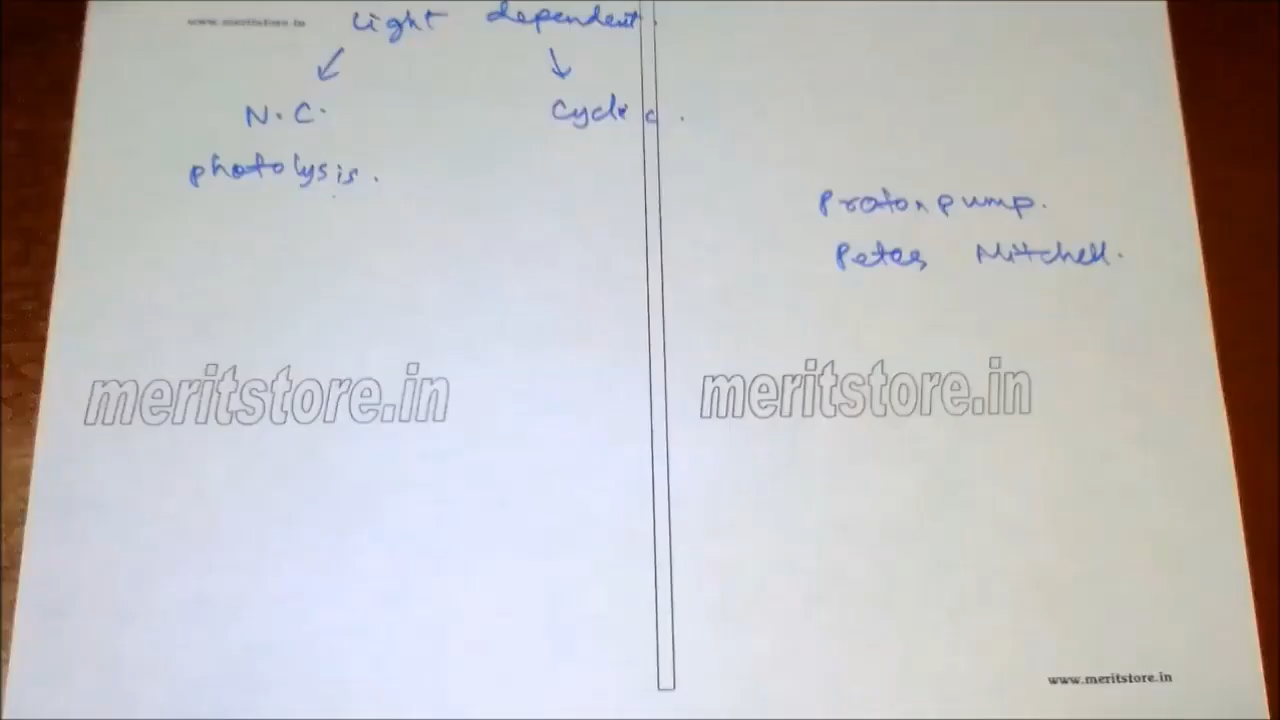 www.meritstore.in
Light dependent
N.C. Cyclic.
photolysis.
Proton pump.
Peter Mitchell.
meritstore.in meritstore.in
www.meritstore.in